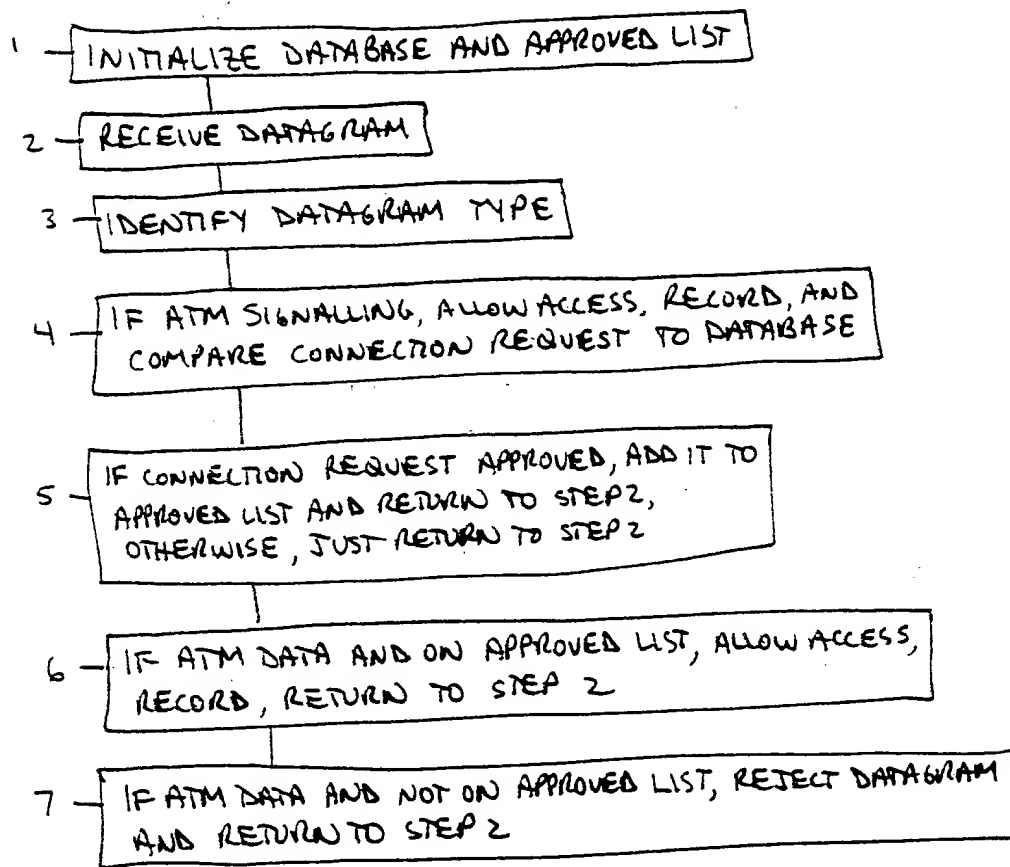 1 INITIALIZE DATABASE AND APPROVED LIST
2 RECEIVE DATAGRAM
3 IDENTIFY DATAGRAM TYPE
4 IF ATM SIGNALLING, ALLOW ACCESS, RECORD, AND
COMPARE CONNECTION REQUEST TO DATABASE
5 IF CONNECTION REQUEST APPROVED, ADD IT TO
APPROVED LIST AND RETURN TO STEP 2,
OTHERWISE, JUST RETURN TO STEP 2
6 IF ATM DATA AND ON APPROVED LIST, ALLOW ACCESS,
RECORD, RETURN TO STEP 2
7 IF ATM DATA AND NOT ON APPROVED LIST, REJECT DATAGRAM
AND RETURN TO STEP 2